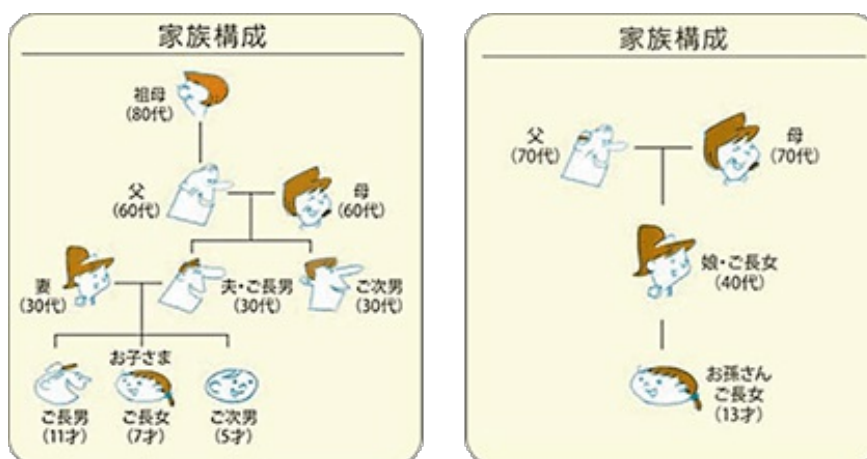 家族構成
祖母
(80代)
父
(60代)
母
(60代)
妻
(30代)
夫・ご長男
(30代)
ご次男
(30代)
お子さま
ご長男
(11才)
ご長女
(7才)
ご次男
(5才)
家族構成
父
(70代)
母
(70代)
娘・ご長女
(40代)
お孫さん
ご長女
(13才)